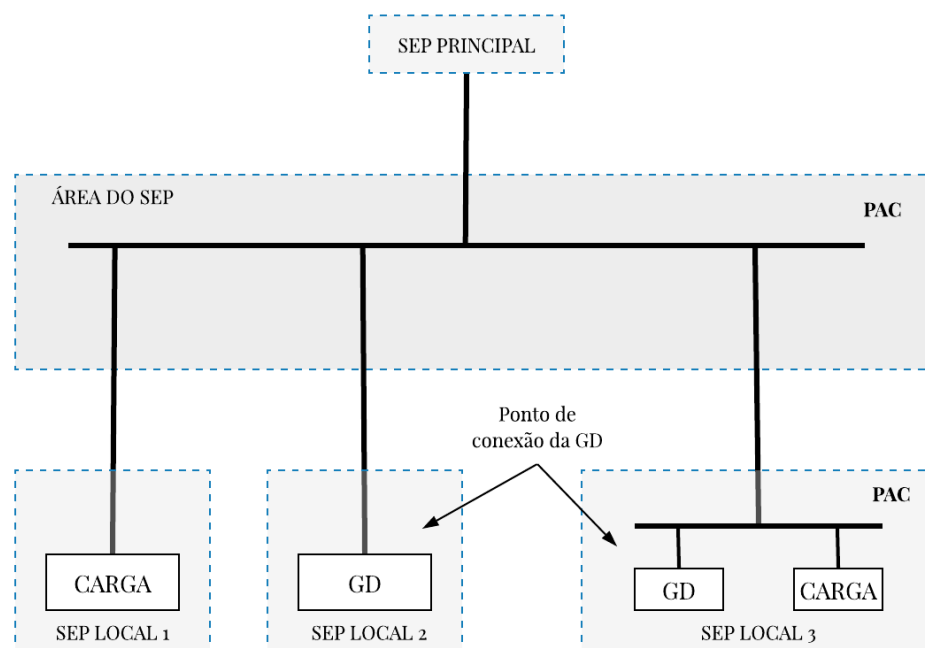 SEP PRINCIPAL
ÁREA DO SEP
PAC
Ponto de
conexão da GD
PAC
CARGA
GD
GD
CARGA
SEP LOCAL 1
SEP LOCAL 2
SEP LOCAL 3